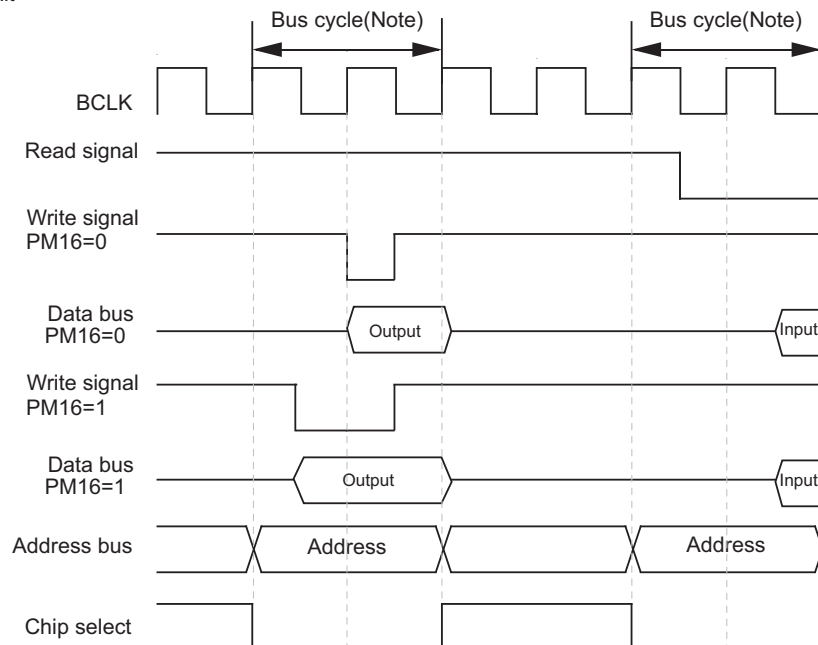 Bus cycle(Note) Bus cycle(Note)
BCLK
Read signal
Write signal
PM16=0
Data bus
PM16=0
Output
Input
Write signal
PM16=1
Data bus
PM16=1
Output
Input
Address bus
Address
Address
Chip select